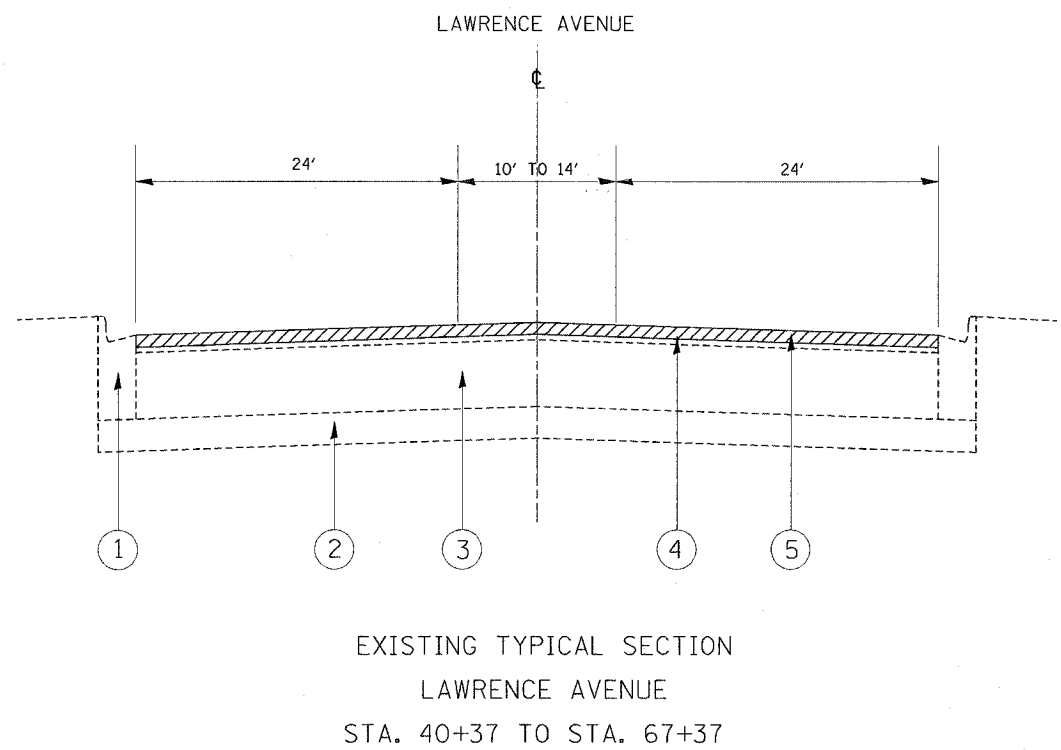 LAWRENCE AVENUE
℄
24' 10' TO 14' 24'
1 2 3 4 5
EXISTING TYPICAL SECTION
LAWRENCE AVENUE
STA. 40+37 TO STA. 67+37